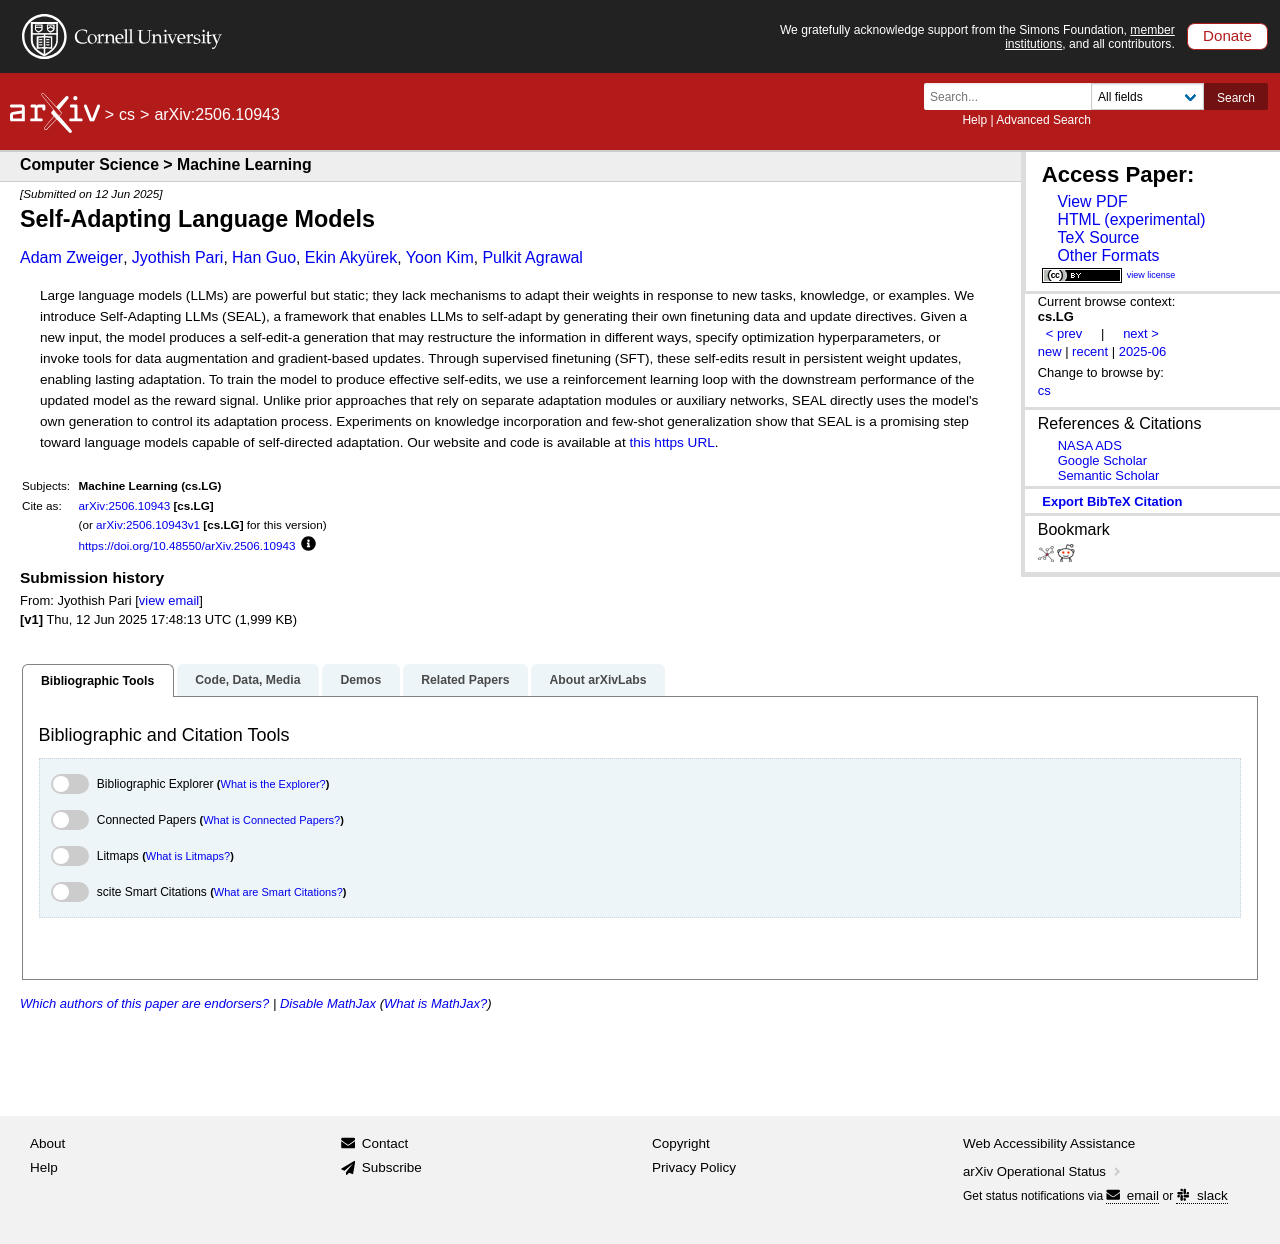 Cornell University
We gratefully acknowledge support from the Simons Foundation, member
institutions, and all contributors.
Donate
arXiv > cs > arXiv:2506.10943
Search...
All fields
Search
Help | Advanced Search
Computer Science > Machine Learning
[Submitted on 12 Jun 2025]
Self-Adapting Language Models
Adam Zweiger, Jyothish Pari, Han Guo, Ekin Akyürek, Yoon Kim, Pulkit Agrawal
Large language models (LLMs) are powerful but static; they lack mechanisms to adapt their weights in response to new tasks, knowledge, or examples. We
introduce Self-Adapting LLMs (SEAL), a framework that enables LLMs to self-adapt by generating their own finetuning data and update directives. Given a
new input, the model produces a self-edit-a generation that may restructure the information in different ways, specify optimization hyperparameters, or
invoke tools for data augmentation and gradient-based updates. Through supervised finetuning (SFT), these self-edits result in persistent weight updates,
enabling lasting adaptation. To train the model to produce effective self-edits, we use a reinforcement learning loop with the downstream performance of the
updated model as the reward signal. Unlike prior approaches that rely on separate adaptation modules or auxiliary networks, SEAL directly uses the model's
own generation to control its adaptation process. Experiments on knowledge incorporation and few-shot generalization show that SEAL is a promising step
toward language models capable of self-directed adaptation. Our website and code is available at this https URL.
Subjects: Machine Learning (cs.LG)
Cite as: arXiv:2506.10943 [cs.LG]
(or arXiv:2506.10943v1 [cs.LG] for this version)
https://doi.org/10.48550/arXiv.2506.10943
Submission history
From: Jyothish Pari [view email]
[v1] Thu, 12 Jun 2025 17:48:13 UTC (1,999 KB)
Access Paper:
View PDF
HTML (experimental)
TeX Source
Other Formats
(cc) BY view license
Current browse context:
cs.LG
< prev | next >
new | recent | 2025-06
Change to browse by:
cs
References & Citations
NASA ADS
Google Scholar
Semantic Scholar
Export BibTeX Citation
Bookmark
Bibliographic Tools
Code, Data, Media
Demos
Related Papers
About arXivLabs
Bibliographic and Citation Tools
Bibliographic Explorer (What is the Explorer?)
Connected Papers (What is Connected Papers?)
Litmaps (What is Litmaps?)
scite Smart Citations (What are Smart Citations?)
Which authors of this paper are endorsers? | Disable MathJax (What is MathJax?)
About
Help
Contact
Subscribe
Copyright
Privacy Policy
Web Accessibility Assistance
arXiv Operational Status
Get status notifications via email or slack